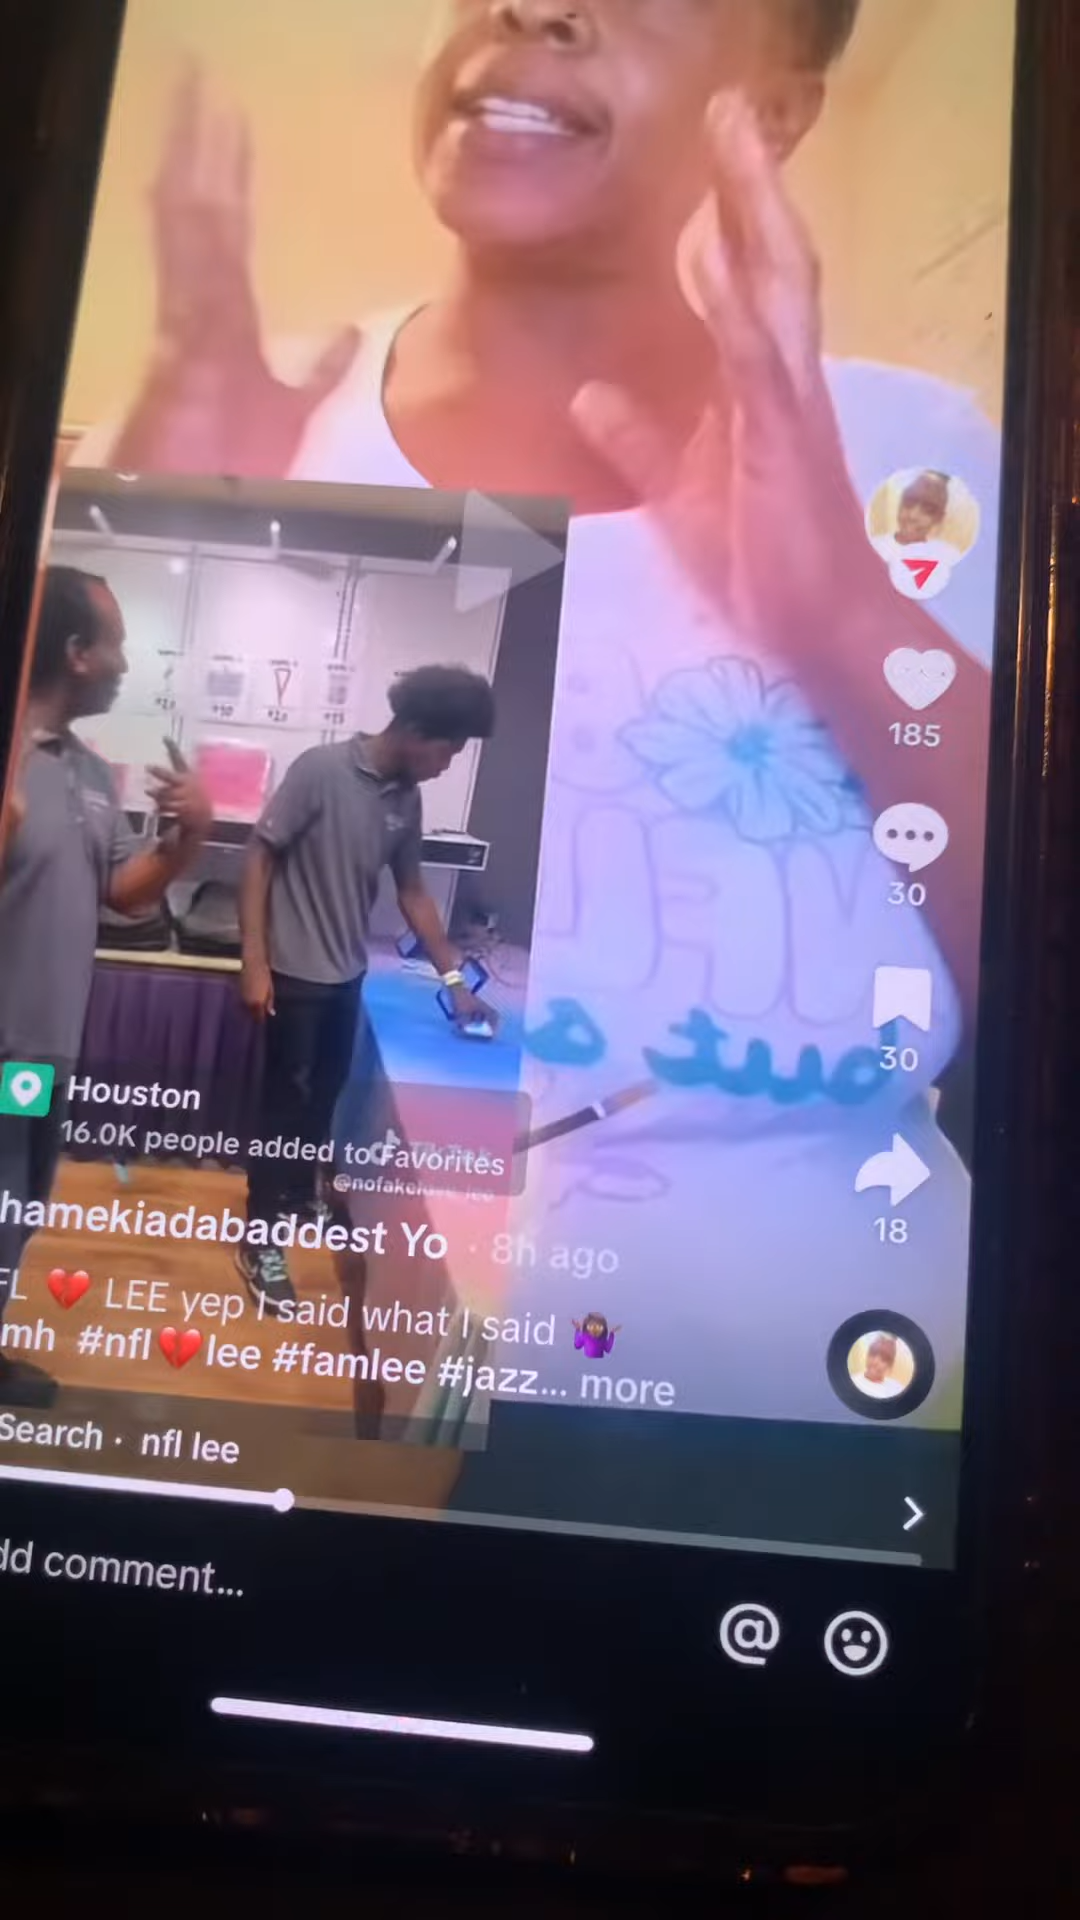 185
30
30
18
Houston
16.0K people added to Favorites
hamekiadabaddest Yo · 8h ago
FL 💔 LEE yep I said what I said 🤷🏾‍♀️
mh #nfl💔lee #famlee #jazz... more
Search · nfl lee
dd comment...
@